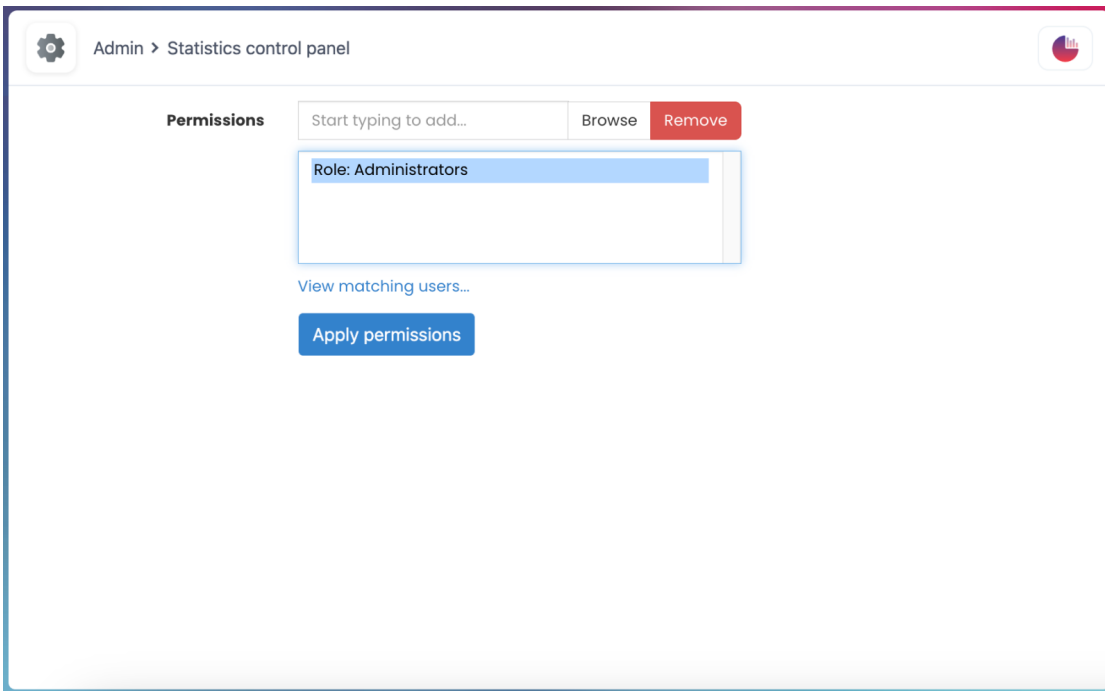 Admin > Statistics control panel
Permissions
Start typing to add... Browse Remove
Role: Administrators
View matching users...
Apply permissions